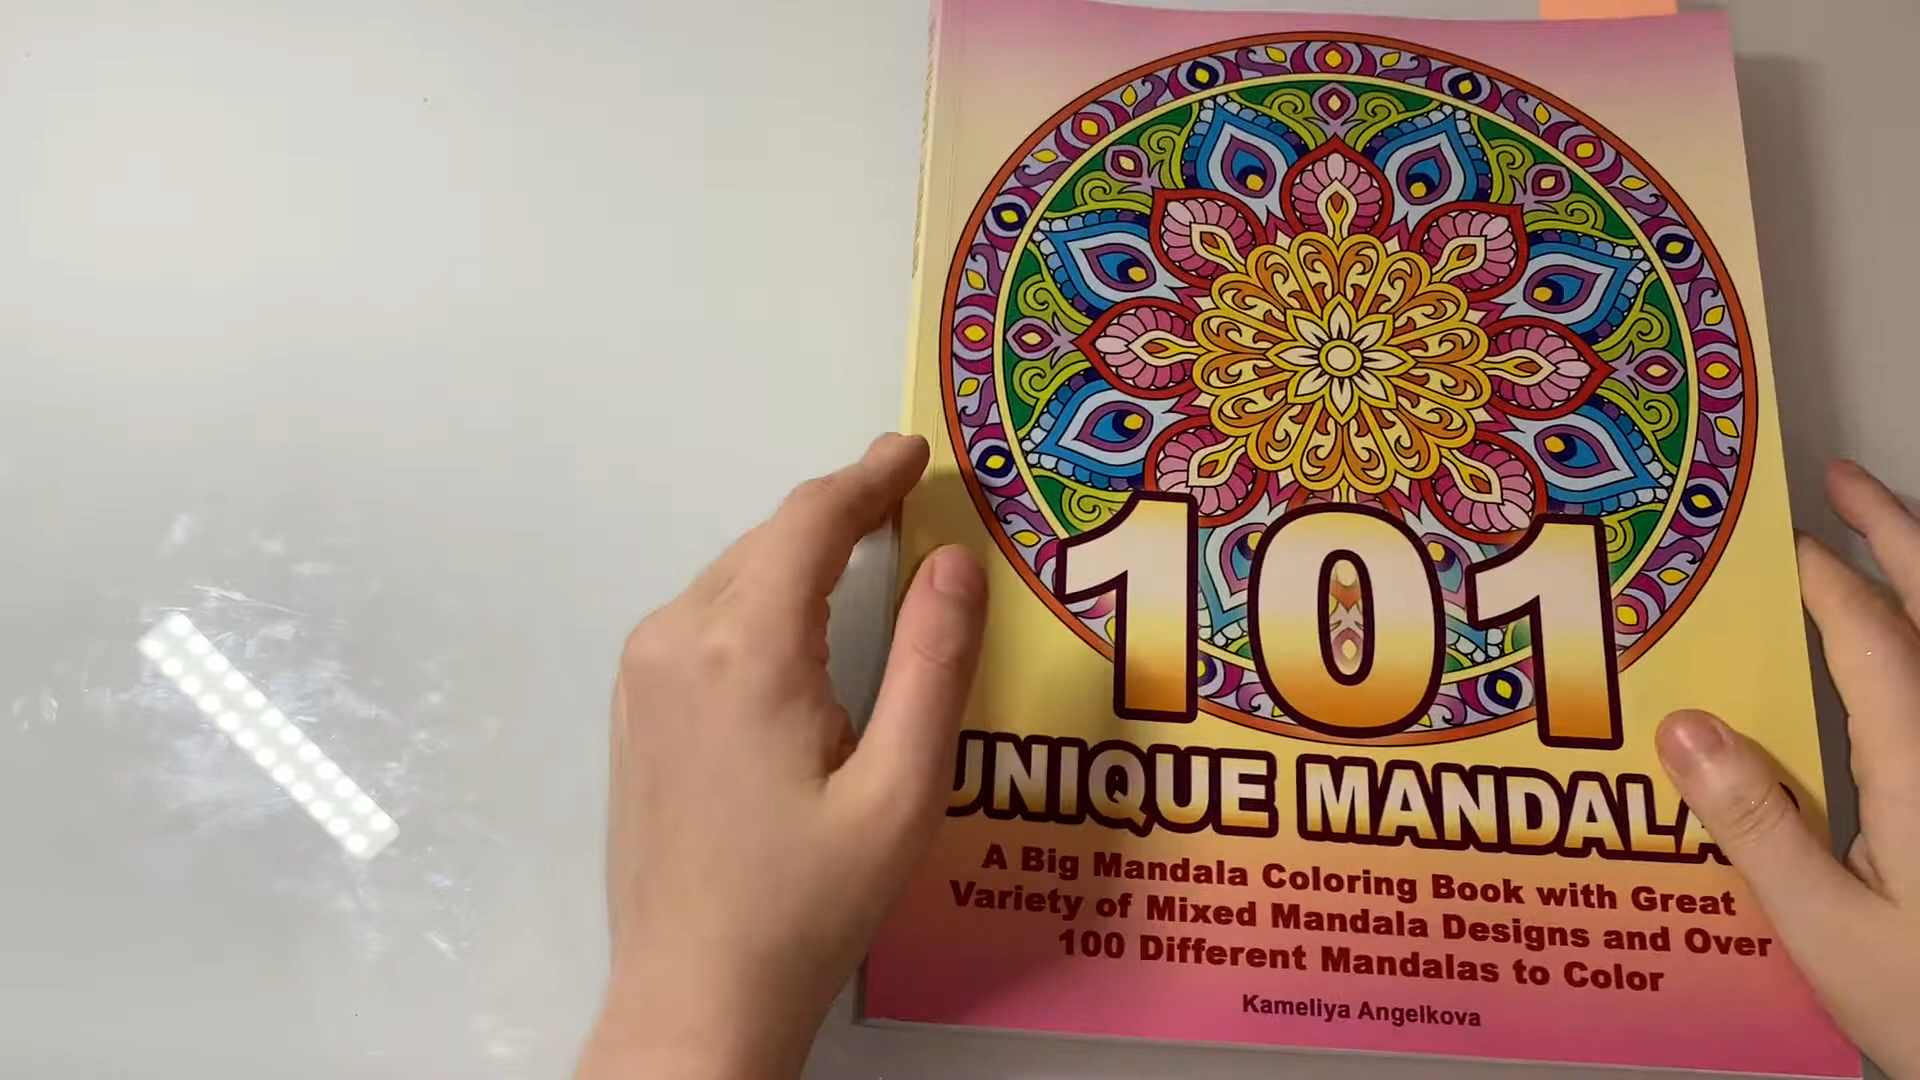 101
UNIQUE MANDALAS
A Big Mandala Coloring Book with Great
Variety of Mixed Mandala Designs and Over
100 Different Mandalas to Color
Kameliya Angelkova